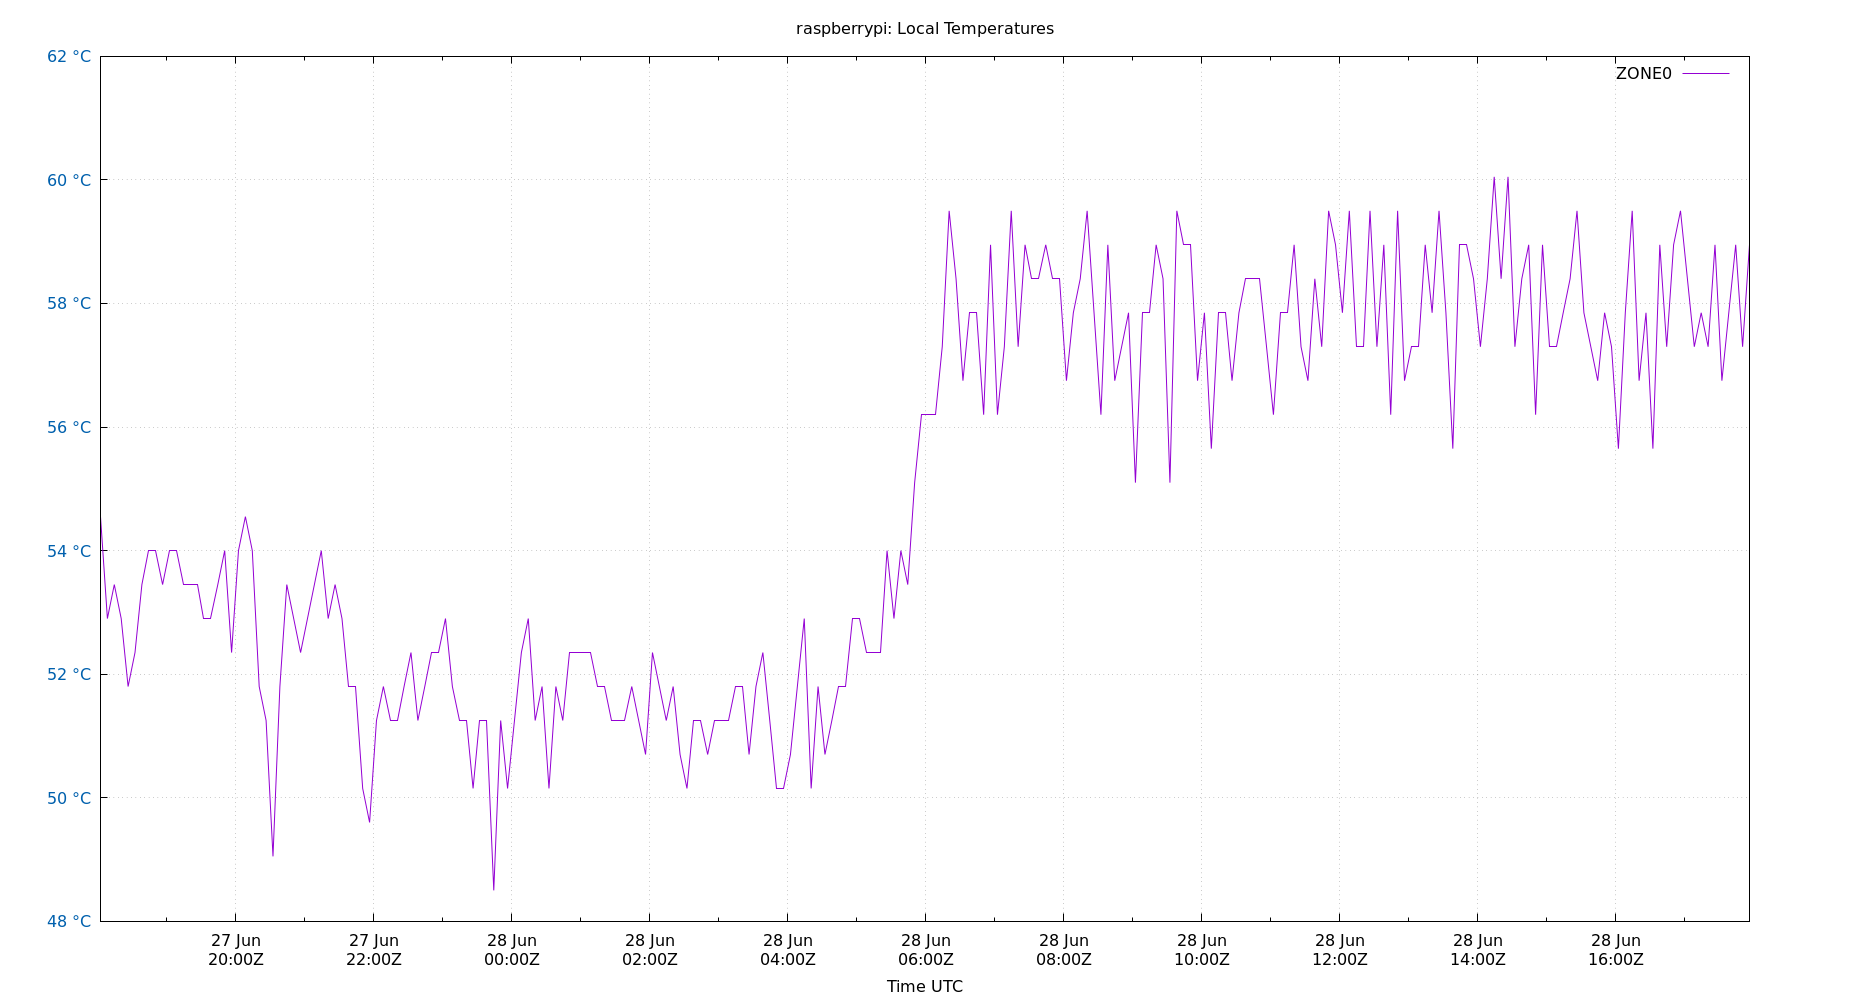 raspberrypi: Local Temperatures
62 °C
ZONE0
60 °C
58 °C
56 °C
54 °C
52 °C
50 °C
48 °C
27 Jun 27 Jun 28 Jun 28 Jun 28 Jun 28 Jun 28 Jun 28 Jun 28 Jun 28 Jun 28 Jun
20:00Z 22:00Z 00:00Z 02:00Z 04:00Z 06:00Z 08:00Z 10:00Z 12:00Z 14:00Z 16:00Z
Time UTC